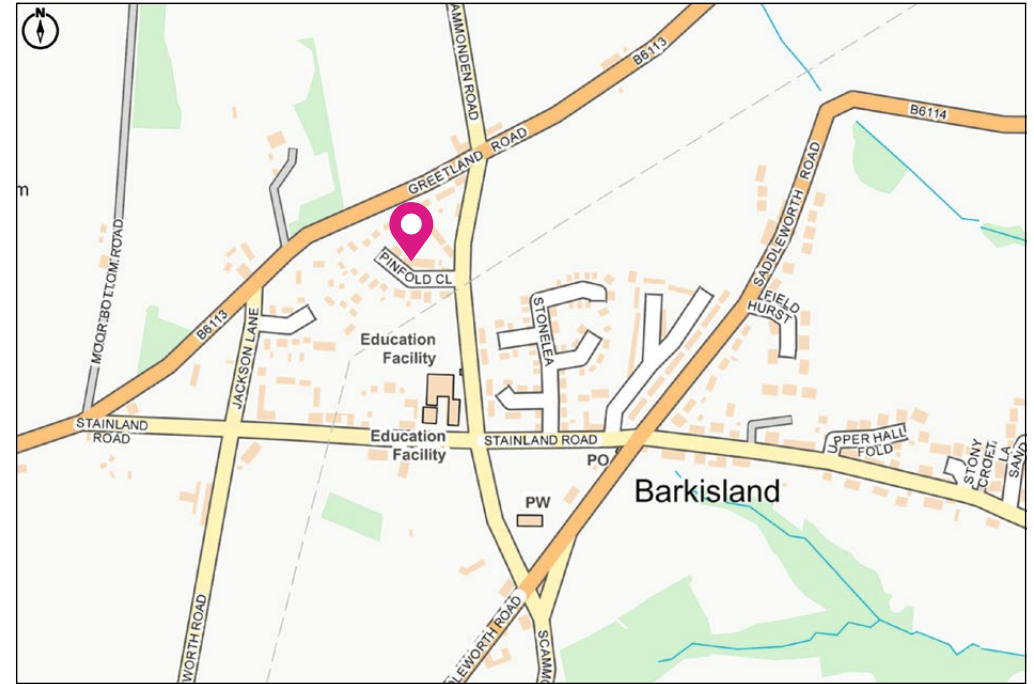 N
AMMONDEN ROAD
B6113
B6114
GREETLAND ROAD
m
SADDLEWORTH ROAD
MOOR BOTTOM ROAD
PINFOLD CL
FIELD
HURST
STONELEA
B6113
JACKSON LANE
Education
Facility
STAINLAND
ROAD
Education
Facility
STAINLAND ROAD
PO
UPPER HALL
FOLD
STONY
CROFT
LA
SAND
Barkisland
PW
WORTH ROAD
DLEWORTH ROAD
SCAMM